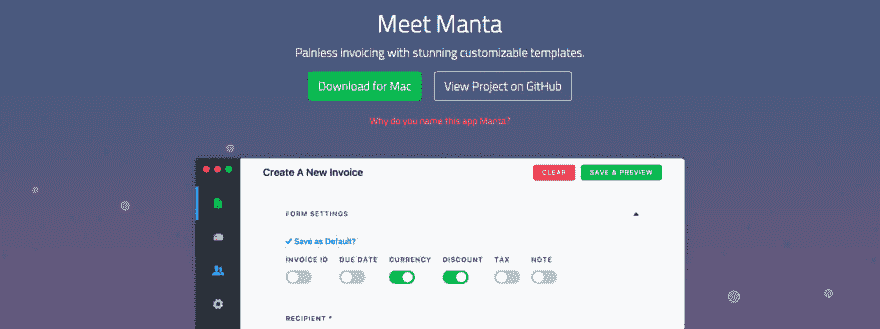 Meet Manta
Painless invoicing with stunning customizable templates.
Download for Mac View Project on GitHub
Why do you name this app Manta?
Create A New Invoice CLEAR SAVE & PREVIEW
FORM SETTINGS
Save as Default?
INVOICE ID DUE DATE CURRENCY DISCOUNT TAX NOTE
RECIPIENT *